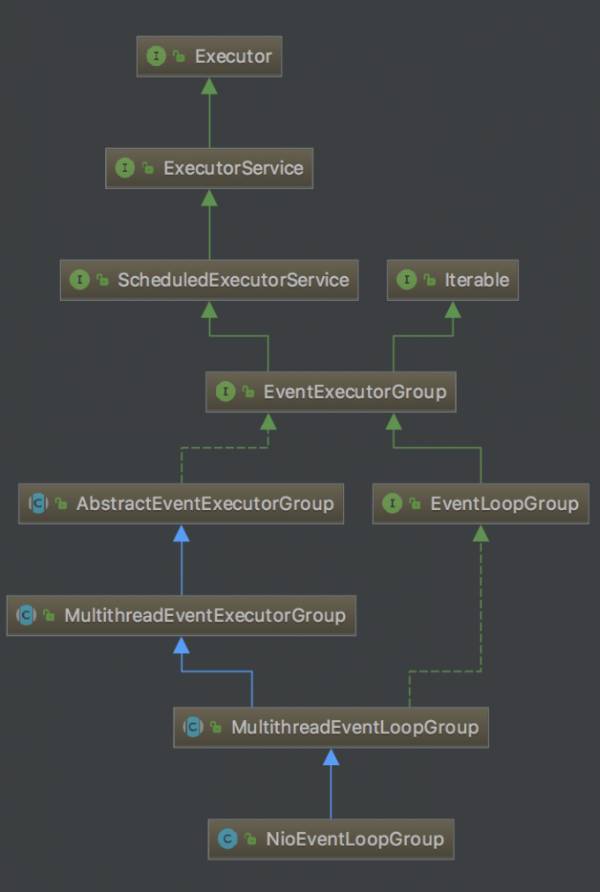 Executor
ExecutorService
ScheduledExecutorService
Iterable
EventExecutorGroup
AbstractEventExecutorGroup
EventLoopGroup
MultithreadEventExecutorGroup
MultithreadEventLoopGroup
NioEventLoopGroup